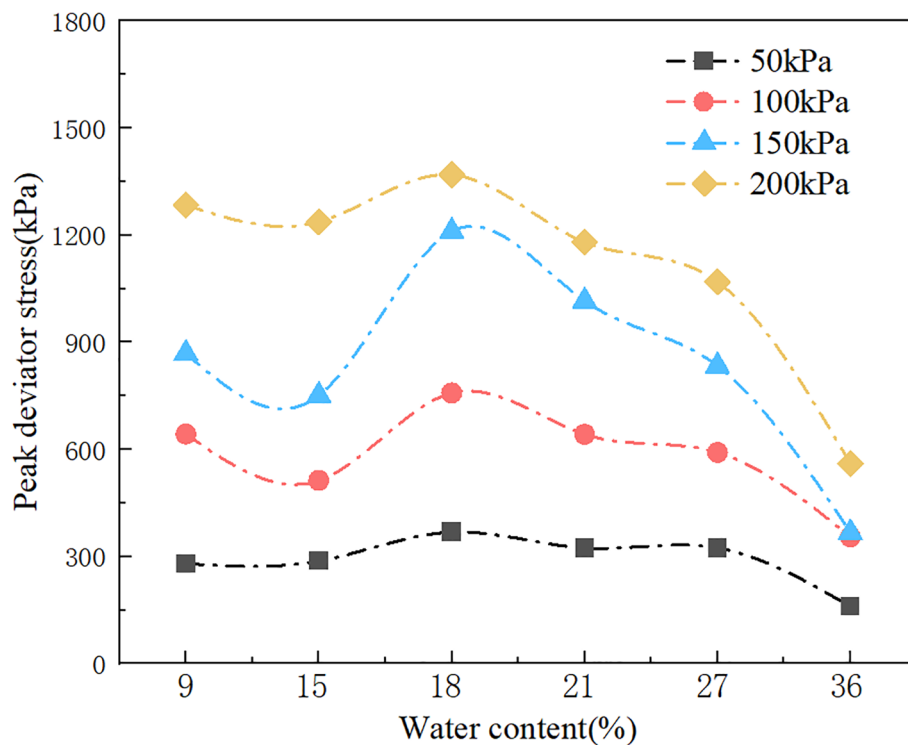 1800
1500
1200
900
600
300
0
Peak deviator stress(kPa)
50kPa
100kPa
150kPa
200kPa
9 15 18 21 27 36
Water content(%)